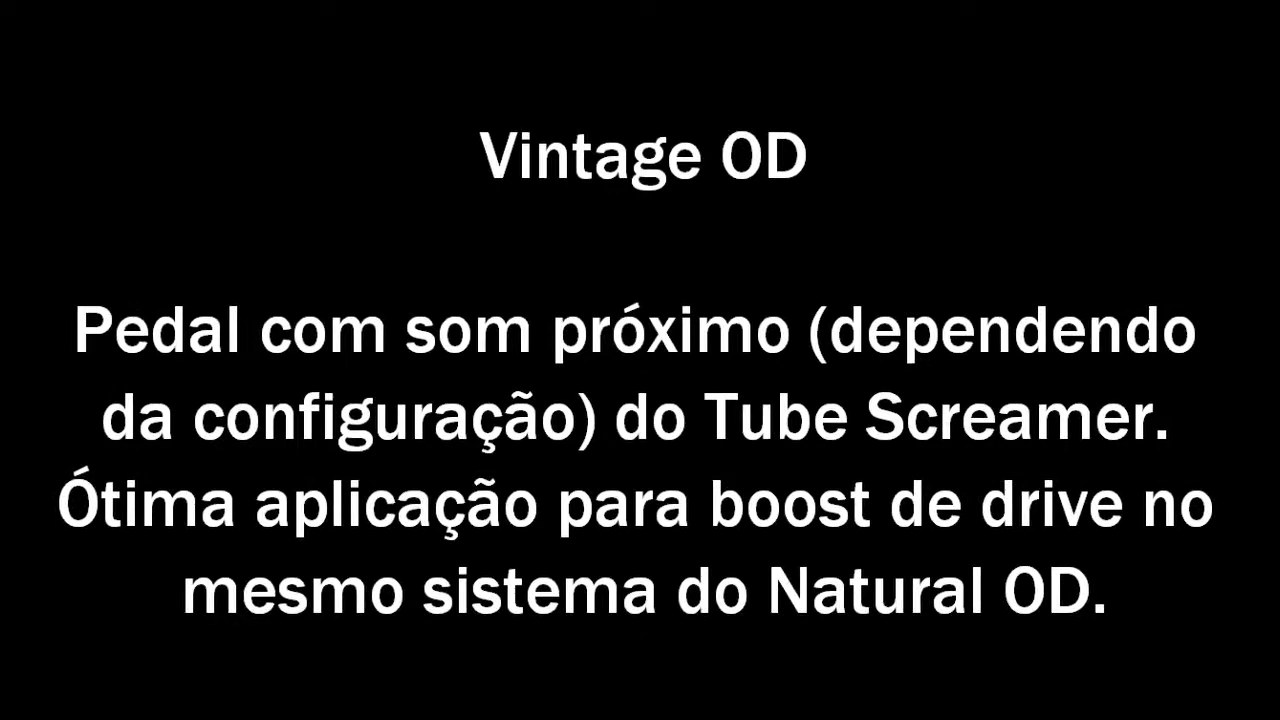 Vintage OD
Pedal com som próximo (dependendo
da configuração) do Tube Screamer.
Ótima aplicação para boost de drive no
mesmo sistema do Natural OD.